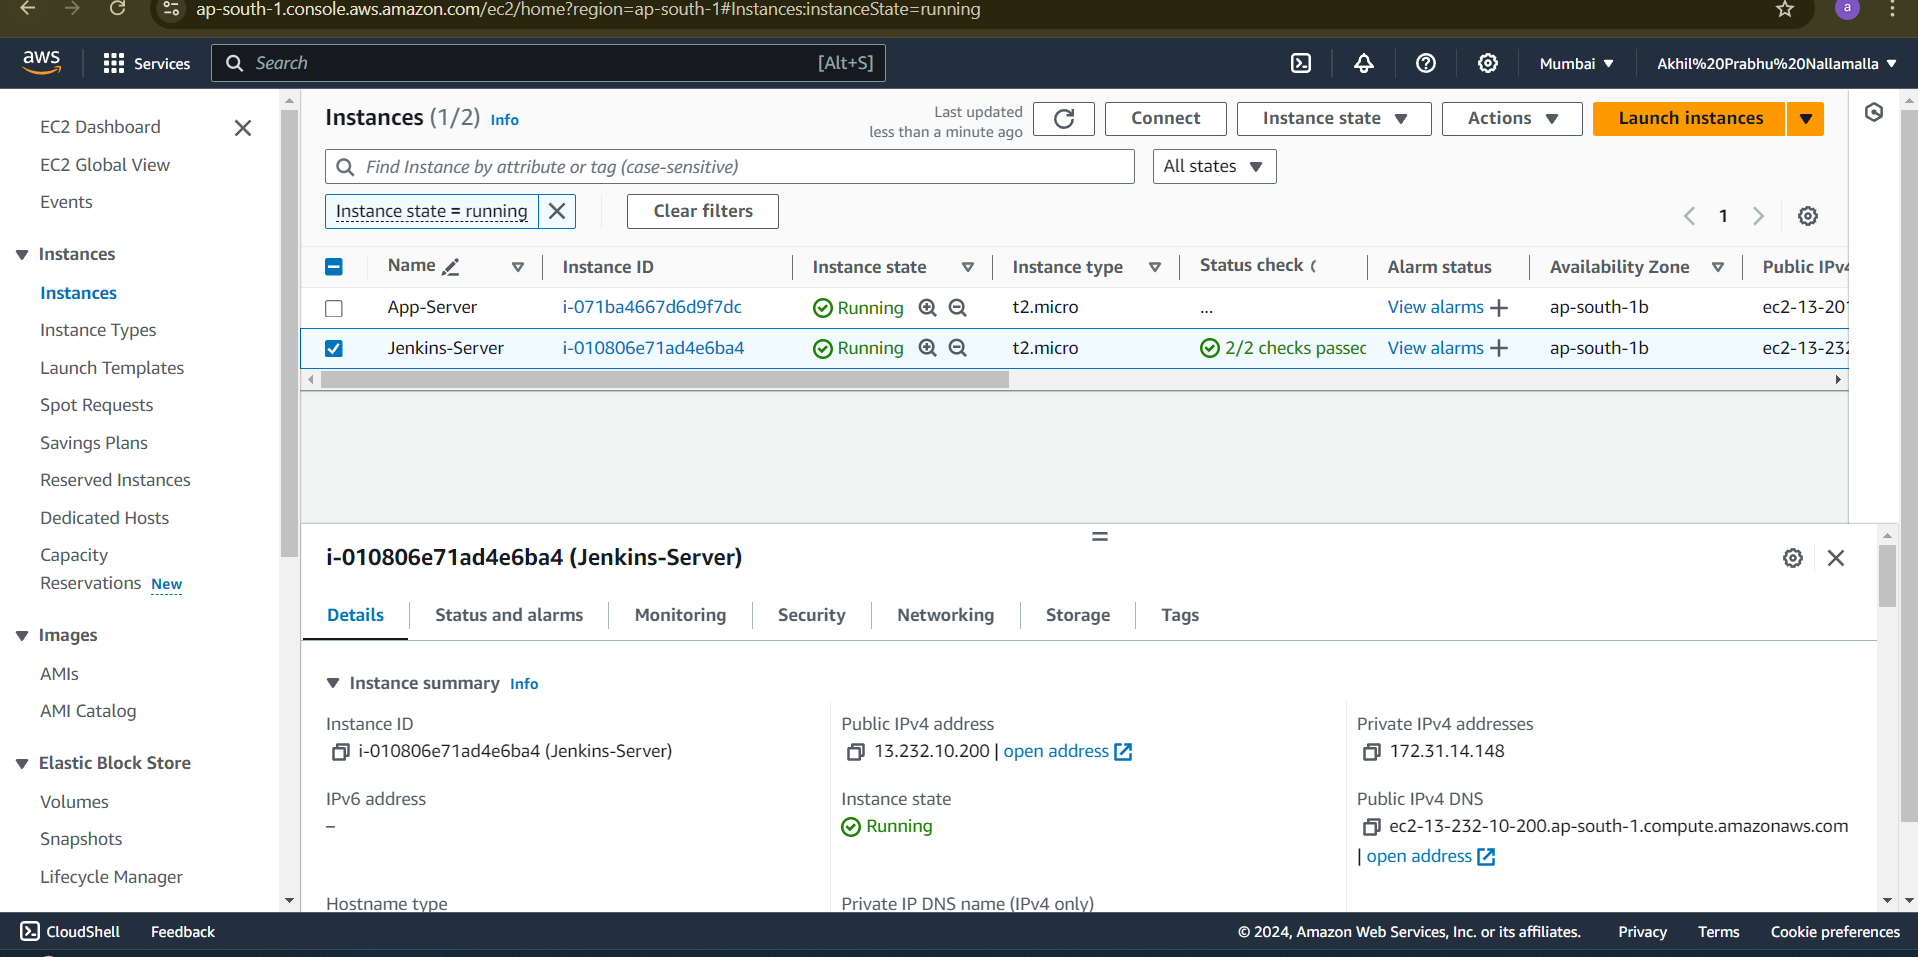 ap-south-1.console.aws.amazon.com/ec2/home?region=ap-south-1#Instances:instanceState=running
a
aws
Services
Search
[Alt+S]
Mumbai
Akhil%20Prabhu%20Nallamalla
EC2 Dashboard
EC2 Global View
Events
Instances
Instances
Instance Types
Launch Templates
Spot Requests
Savings Plans
Reserved Instances
Dedicated Hosts
Capacity
Reservations New
Images
AMIs
AMI Catalog
Elastic Block Store
Volumes
Snapshots
Lifecycle Manager
Instances (1/2) Info
Last updated
less than a minute ago
Connect
Instance state
Actions
Launch instances
Find Instance by attribute or tag (case-sensitive)
All states
Instance state = running
Clear filters
1
Name Instance ID Instance state Instance type Status check Alarm status Availability Zone Public IPv4
App-Server i-071ba4667d6d9f7dc Running t2.micro ... View alarms ap-south-1b ec2-13-201
Jenkins-Server i-010806e71ad4e6ba4 Running t2.micro 2/2 checks passed View alarms ap-south-1b ec2-13-232
i-010806e71ad4e6ba4 (Jenkins-Server)
Details Status and alarms Monitoring Security Networking Storage Tags
Instance summary Info
Instance ID
i-010806e71ad4e6ba4 (Jenkins-Server)
Public IPv4 address
13.232.10.200 | open address
Private IPv4 addresses
172.31.14.148
IPv6 address
–
Instance state
Running
Public IPv4 DNS
ec2-13-232-10-200.ap-south-1.compute.amazonaws.com
| open address
Hostname type
Private IP DNS name (IPv4 only)
CloudShell Feedback
© 2024, Amazon Web Services, Inc. or its affiliates. Privacy Terms Cookie preferences